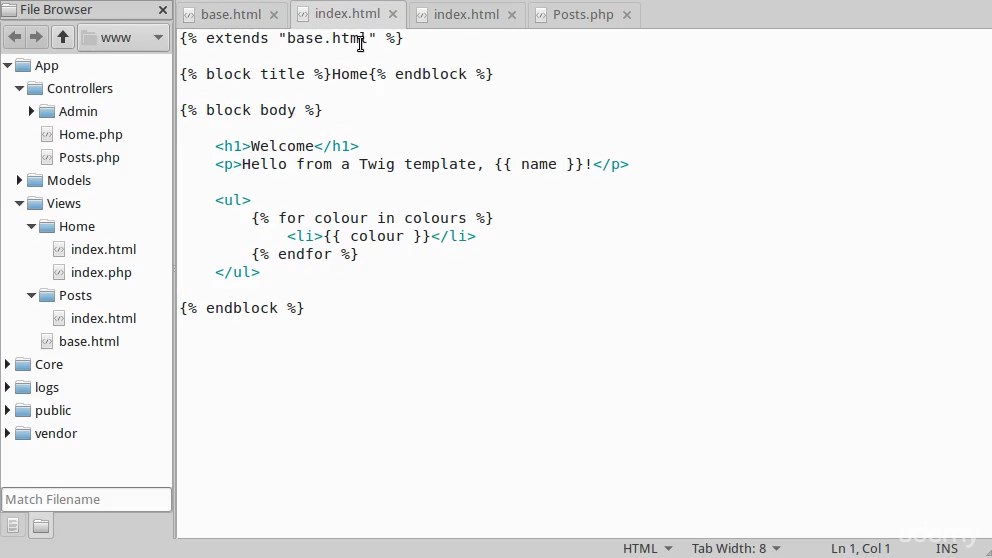 File Browser
base.html
index.html
index.html
Posts.php
www
App
Controllers
Admin
Home.php
Posts.php
Models
Views
Home
index.html
index.php
Posts
index.html
base.html
Core
logs
public
vendor
Match Filename
{% extends "base.html" %}
{% block title %}Home{% endblock %}
{% block body %}
<h1>Welcome</h1>
<p>Hello from a Twig template, {{ name }}!</p>
<ul>
{% for colour in colours %}
<li>{{ colour }}</li>
{% endfor %}
</ul>
{% endblock %}
udemy
HTML
Tab Width: 8
Ln 1, Col 1
INS